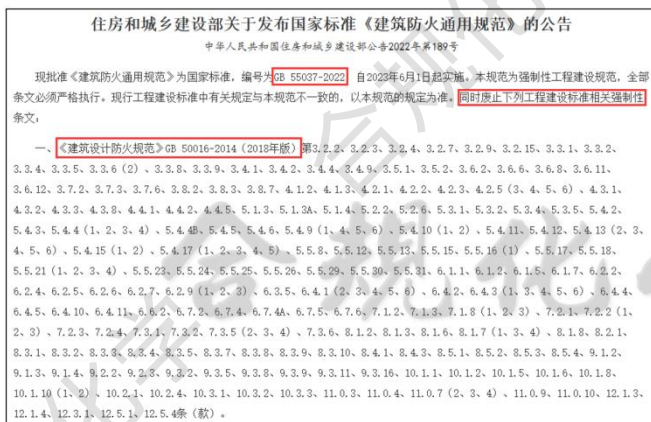 住房和城乡建设部关于发布国家标准《建筑防火通用规范》的公告
中华人民共和国住房和城乡建设部公告2022年第189号
现批准《建筑防火通用规范》为国家标准，编号为GB 55037-2022 自2023年6月1日起实施。本规范为强制性工程建设规范，全部
条文必须严格执行。现行工程建设标准中有关规定与本规范不一致的，以本规范的规定为准。同时废止下列工程建设标准相关强制性
条文：
一、《建筑设计防火规范》GB 50016-2014（2018年版）第3.2.2、3.2.3、3.2.4、3.2.7、3.2.9、3.2.15、3.3.1、3.3.2、
3.3.4、3.3.5、3.3.6（2）、3.3.8、3.3.9、3.4.1、3.4.2、3.4.4、3.4.9、3.5.1、3.5.2、3.6.2、3.6.6、3.6.8、3.6.11、
3.6.12、3.7.2、3.7.3、3.7.6、3.8.2、3.8.3、3.8.7、4.1.2、4.1.3、4.2.1、4.2.2、4.2.3、4.2.5（3、4、5、6）、4.3.1、
4.3.2、4.3.3、4.3.8、4.4.1、4.4.2、4.4.5、5.1.3、5.1.3A、5.1.4、5.2.2、5.2.6、5.3.1、5.3.2、5.3.4、5.3.5、5.4.2、
5.4.3、5.4.4（1、2、3、4）、5.4.4B、5.4.5、5.4.6、5.4.9（1、4、5、6）、5.4.10（1、2）、5.4.11、5.4.12、5.4.13（2、3、
4、5、6）、5.4.15（1、2）、5.4.17（1、2、3、4、5）、5.5.8、5.5.12、5.5.13、5.5.15、5.5.16（1）、5.5.17、5.5.18、
5.5.21（1、2、3、4）、5.5.23、5.5.24、5.5.25、5.5.26、5.5.29、5.5.30、5.5.31、6.1.1、6.1.2、6.1.5、6.1.7、6.2.2、
6.2.4、6.2.5、6.2.6、6.2.7、6.2.9（1、2、3）、6.3.5、6.4.1（2、3、4、5、6）、6.4.2、6.4.3（1、3、4、5、6）、6.4.4、
6.4.5、6.4.10、6.4.11、6.6.2、6.7.2、6.7.4、6.7.4A、6.7.5、6.7.6、7.1.2、7.1.3、7.1.8（1、2、3）、7.2.1、7.2.2（1、
2、3）、7.2.3、7.2.4、7.3.1、7.3.2、7.3.5（2、3、4）、7.3.6、8.1.2、8.1.3、8.1.6、8.1.7（1、3、4）、8.1.8、8.2.1、
8.3.1、8.3.2、8.3.3、8.3.4、8.3.5、8.3.7、8.3.8、8.3.9、8.3.10、8.4.1、8.4.3、8.5.1、8.5.2、8.5.3、8.5.4、9.1.2、
9.1.3、9.1.4、9.2.2、9.2.3、9.3.2、9.3.5、9.3.8、9.3.9、9.3.11、9.3.16、10.1.1、10.1.2、10.1.5、10.1.6、10.1.8、
10.1.10（1、2）、10.2.1、10.2.4、10.3.1、10.3.2、10.3.3、11.0.3、11.0.4、11.0.7（2、3、4）、11.0.9、11.0.10、12.1.3、
12.1.4、12.3.1、12.5.1、12.5.4条（款）。